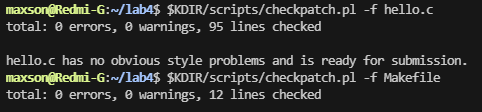 maxson@Redmi-G:~/lab4$ $KDIR/scripts/checkpatch.pl -f hello.c
total: 0 errors, 0 warnings, 95 lines checked
hello.c has no obvious style problems and is ready for submission.
maxson@Redmi-G:~/lab4$ $KDIR/scripts/checkpatch.pl -f Makefile
total: 0 errors, 0 warnings, 12 lines checked